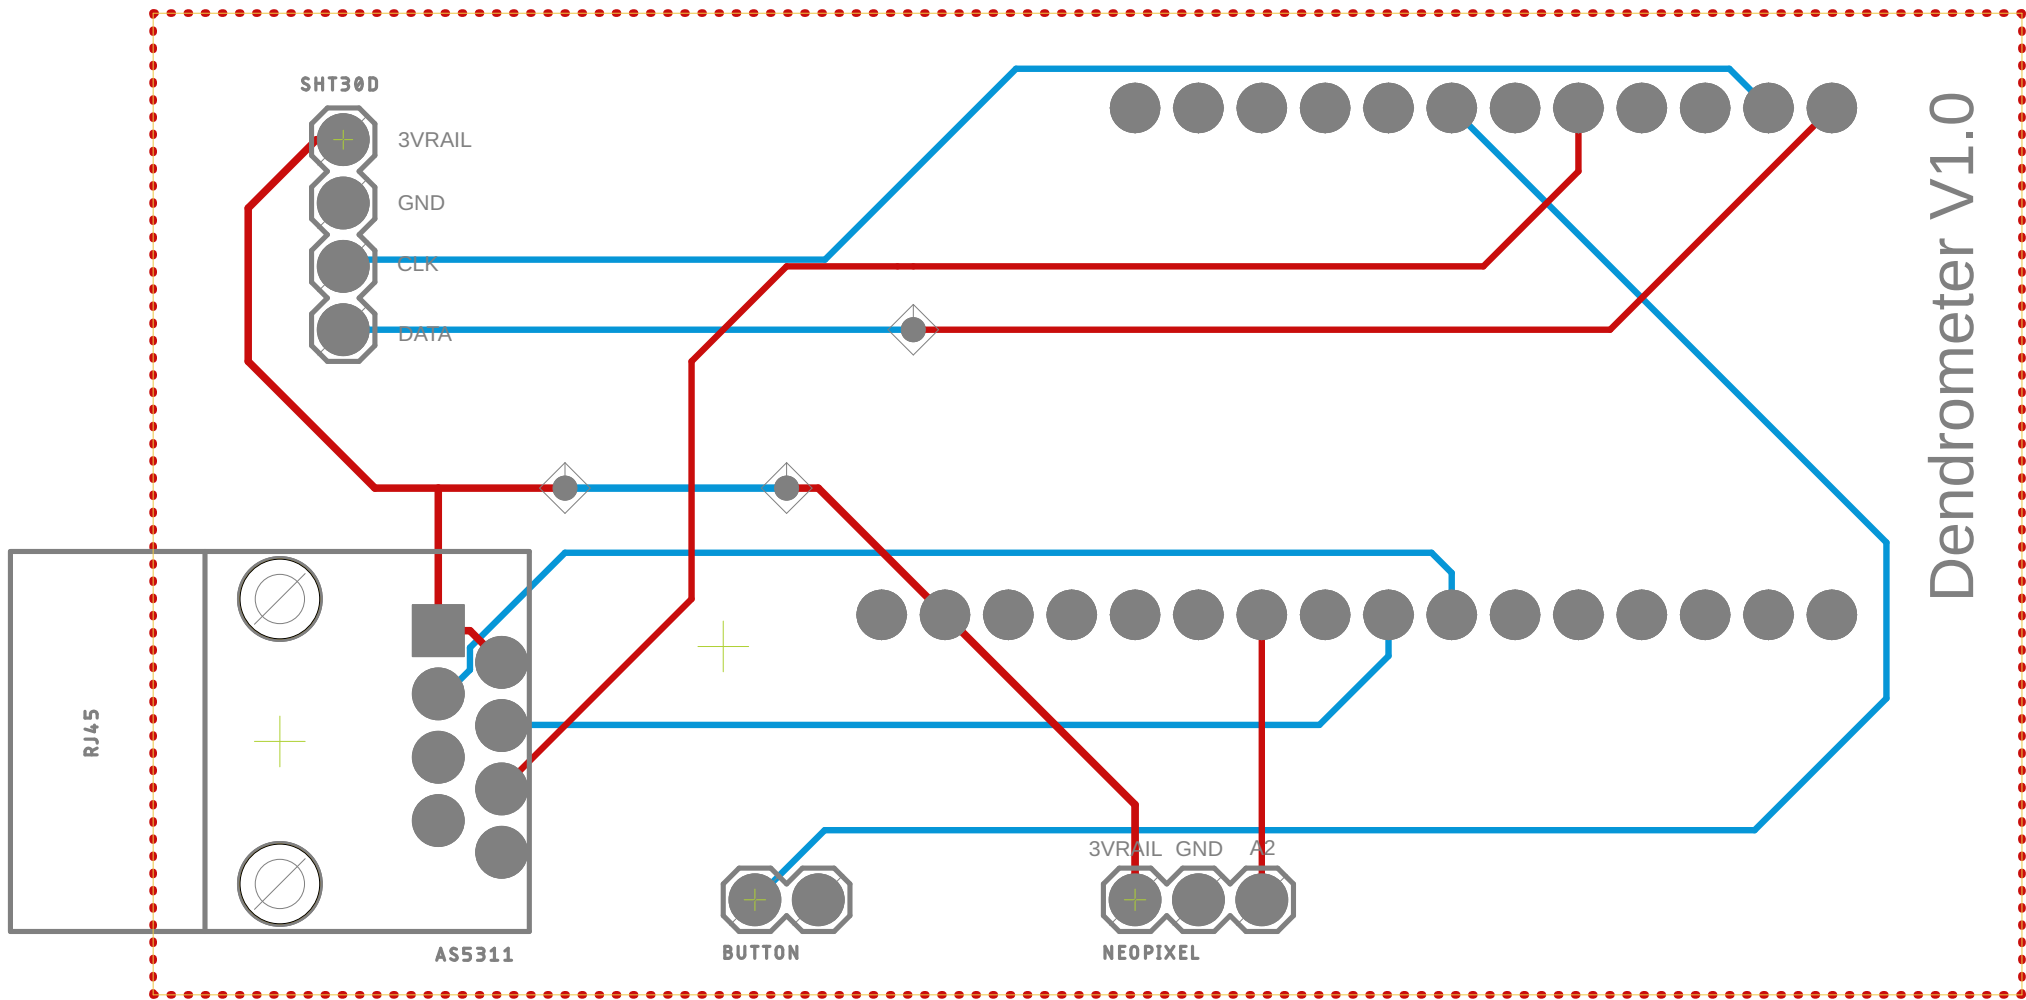 SHT30D
3VRAIL
GND
CLK
DATA
Dendrometer V1.0
RJ45
3VRAIL GND A2
AS5311
BUTTON
NEOPIXEL